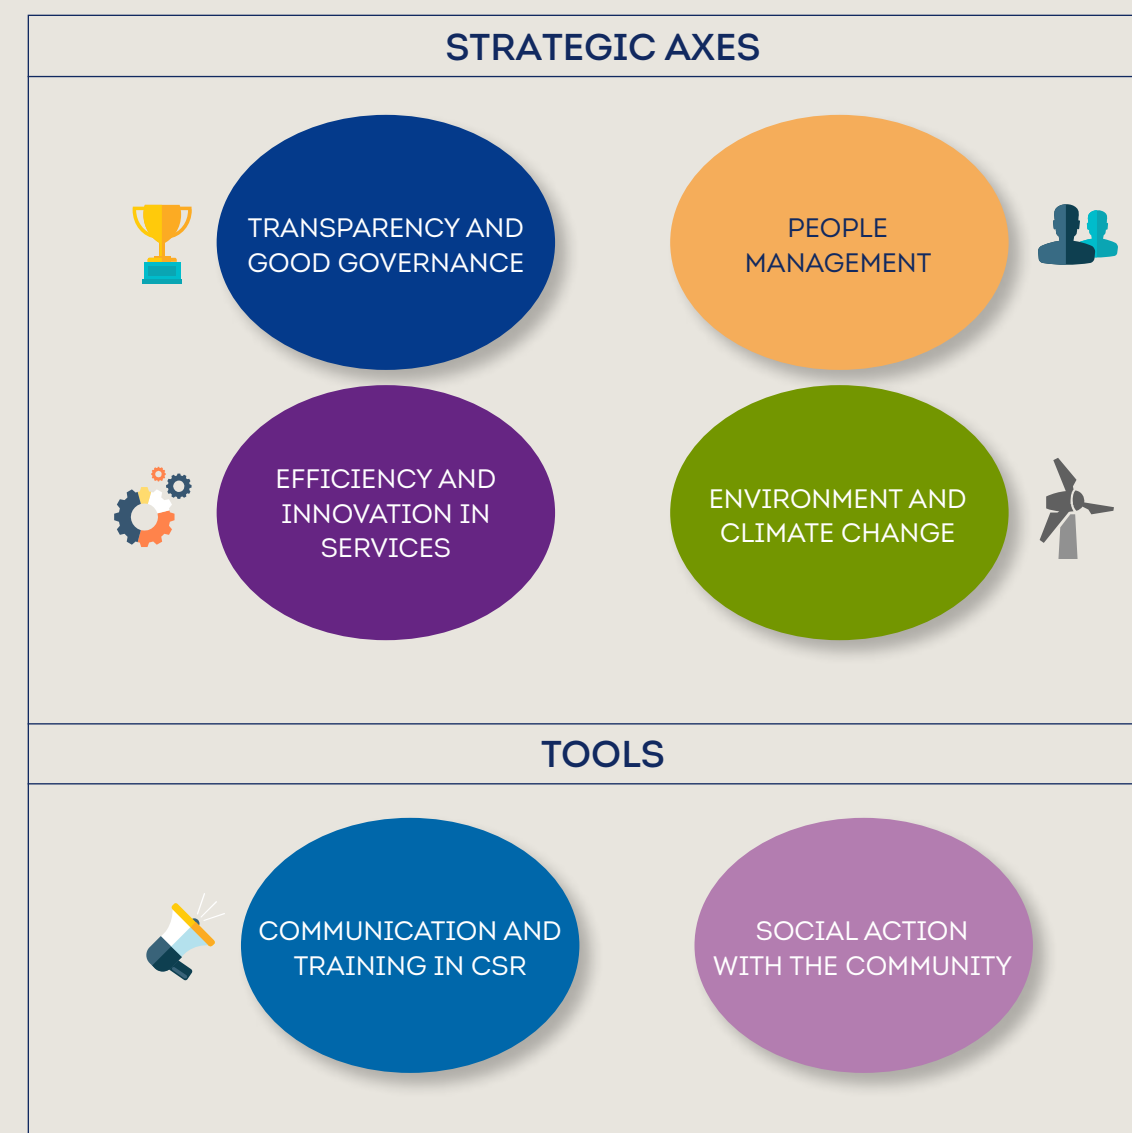 STRATEGIC AXES
TRANSPARENCY AND
GOOD GOVERNANCE
PEOPLE
MANAGEMENT
EFFICIENCY AND
INNOVATION IN
SERVICES
ENVIRONMENT AND
CLIMATE CHANGE
TOOLS
COMMUNICATION AND
TRAINING IN CSR
SOCIAL ACTION
WITH THE COMMUNITY